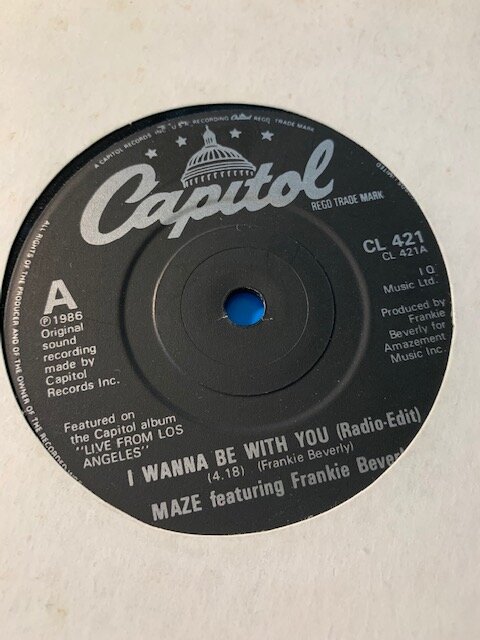 A CAPITOL RECORDS INC. U.S. RECORDING Capitol REGD. TRADE MARK
Capitol
REGD TRADE MARK
CL 421
CL 421A
I Q
Music Ltd.
Produced by
Frankie
Beverly for
Amazement
Music Inc.
A
℗1986
Original
sound
recording
made by
Capitol
Records Inc.
Featured on
the Capitol album
"LIVE FROM LOS
ANGELES"
ALL RIGHTS OF THE PRODUCER AND OF THE OWNER OF THE RECORDED
I WANNA BE WITH YOU (Radio-Edit)
(4.18) (Frankie Beverly)
MAZE featuring Frankie Beverl